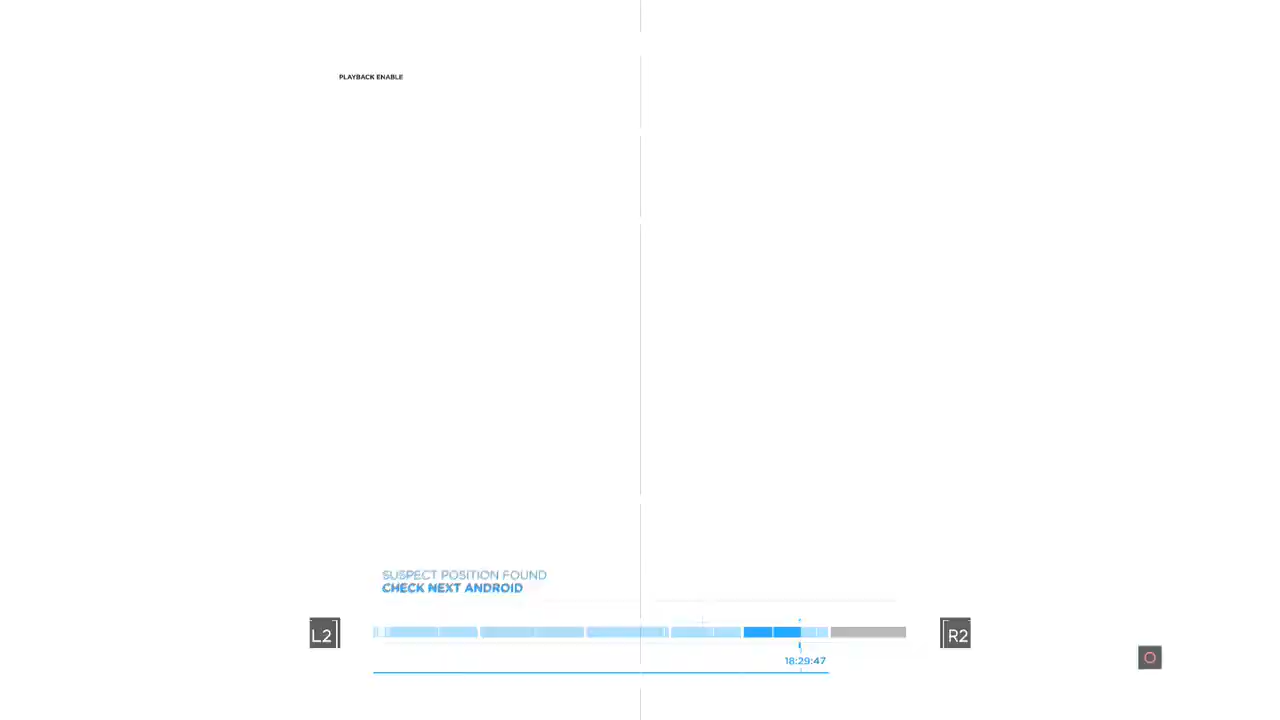 PLAYBACK ENABLE
SUSPECT POSITION FOUND
CHECK NEXT ANDROID
L2
R2
18:29:47